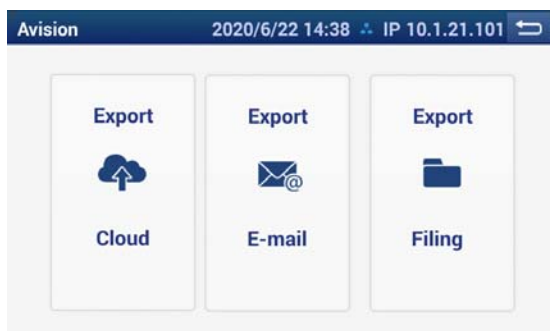 Avision 2020/6/22 14:38 IP 10.1.21.101
Export Export Export
@
Cloud E-mail Filing